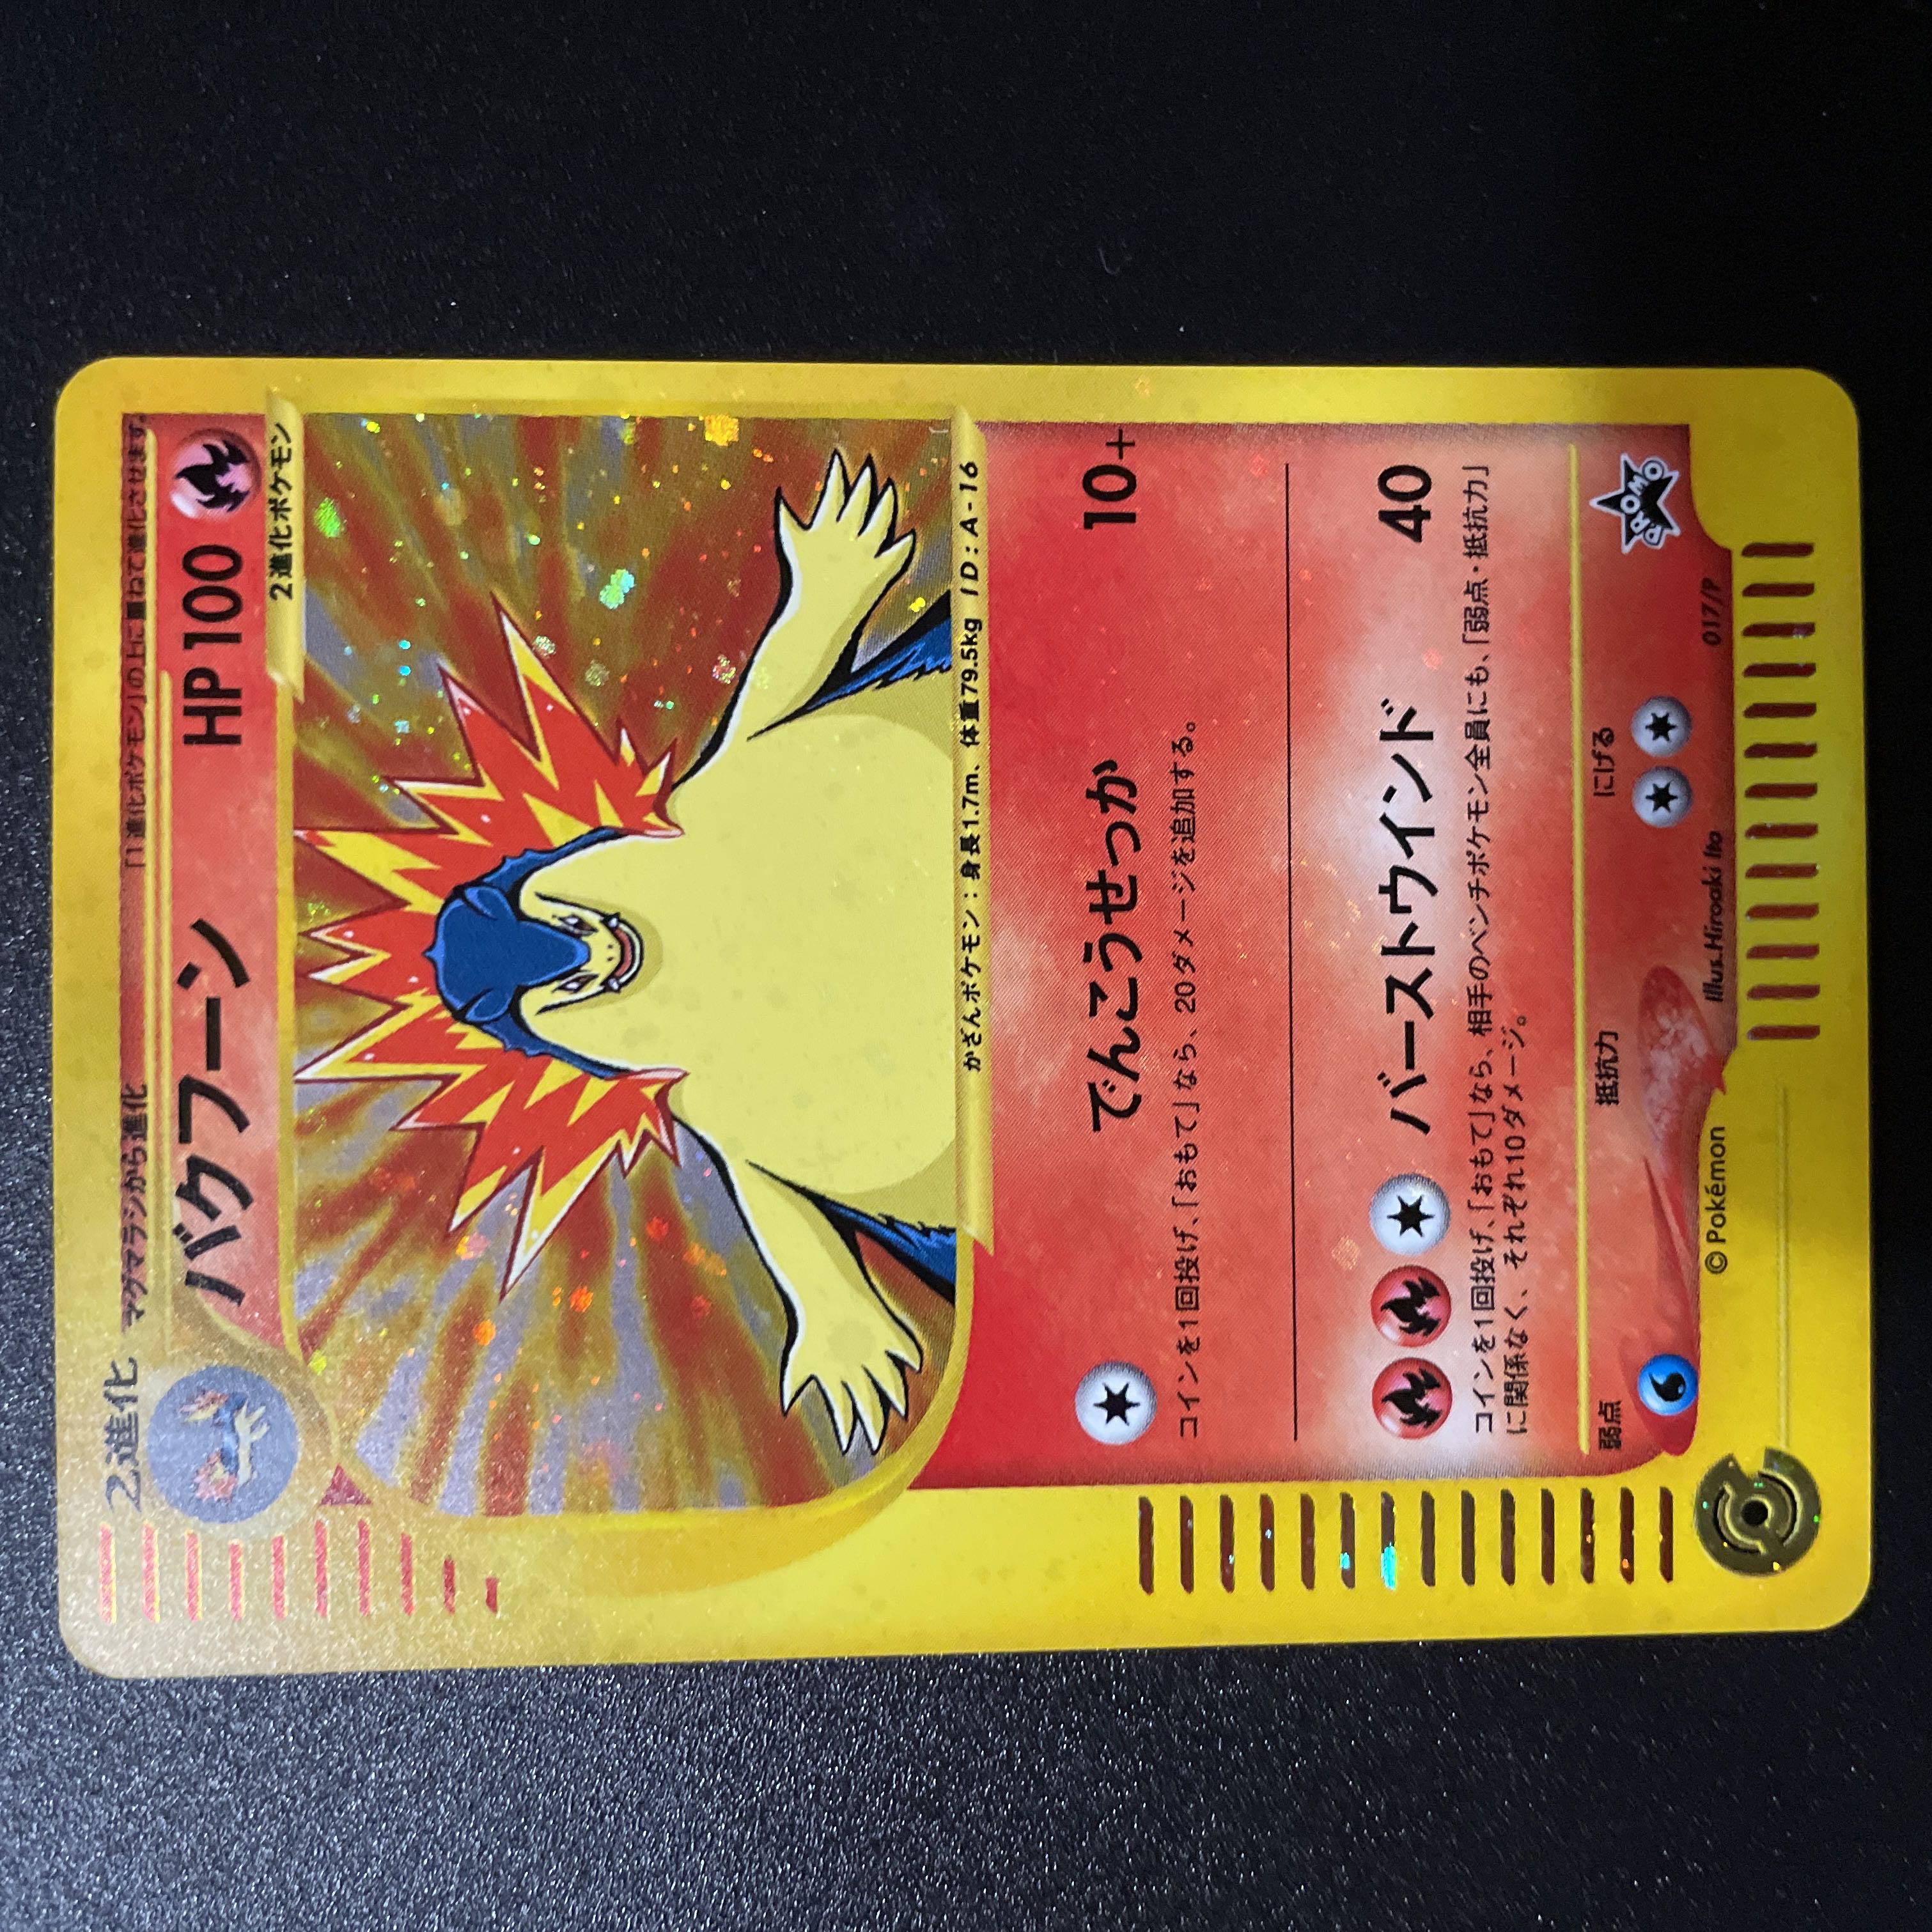 2進化 マグマラシから進化 「1進化ポケモン」の上に重ねて進化させます。
バクフーン HP100
2進化ポケモン
かざんポケモン:身長1.7m、体重79.5kg ID:A-16
でんこうせっか 10+
コインを1回投げ、「おもて」なら、20ダメージを追加する。
バーストウインド 40
コインを1回投げ、「おもて」なら、相手のベンチポケモン全員にも、「弱点・抵抗力」
に関係なく、それぞれ10ダメージ。
弱点 抵抗力 にげる
PROMO
Illus.Hiroaki Ito 017/P
©Pokémon